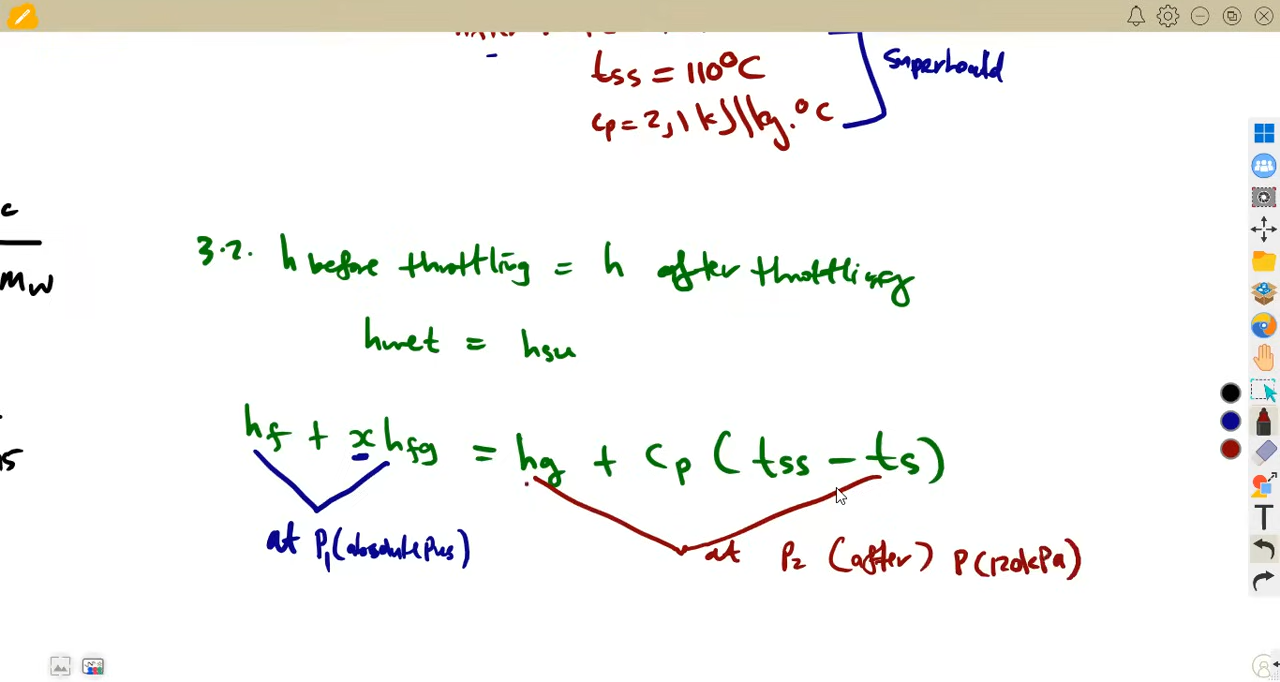 tss = 110°C
superheated
cp = 2,1 kJ/kg.°C
c
Mw
3.2. h before throttling = h after throttling
hwet = hsu
hf + x hfg = hg + cp ( tss - ts )
at P1 (absolute Pres)
at P2 (after) P(120kPa)
s
T